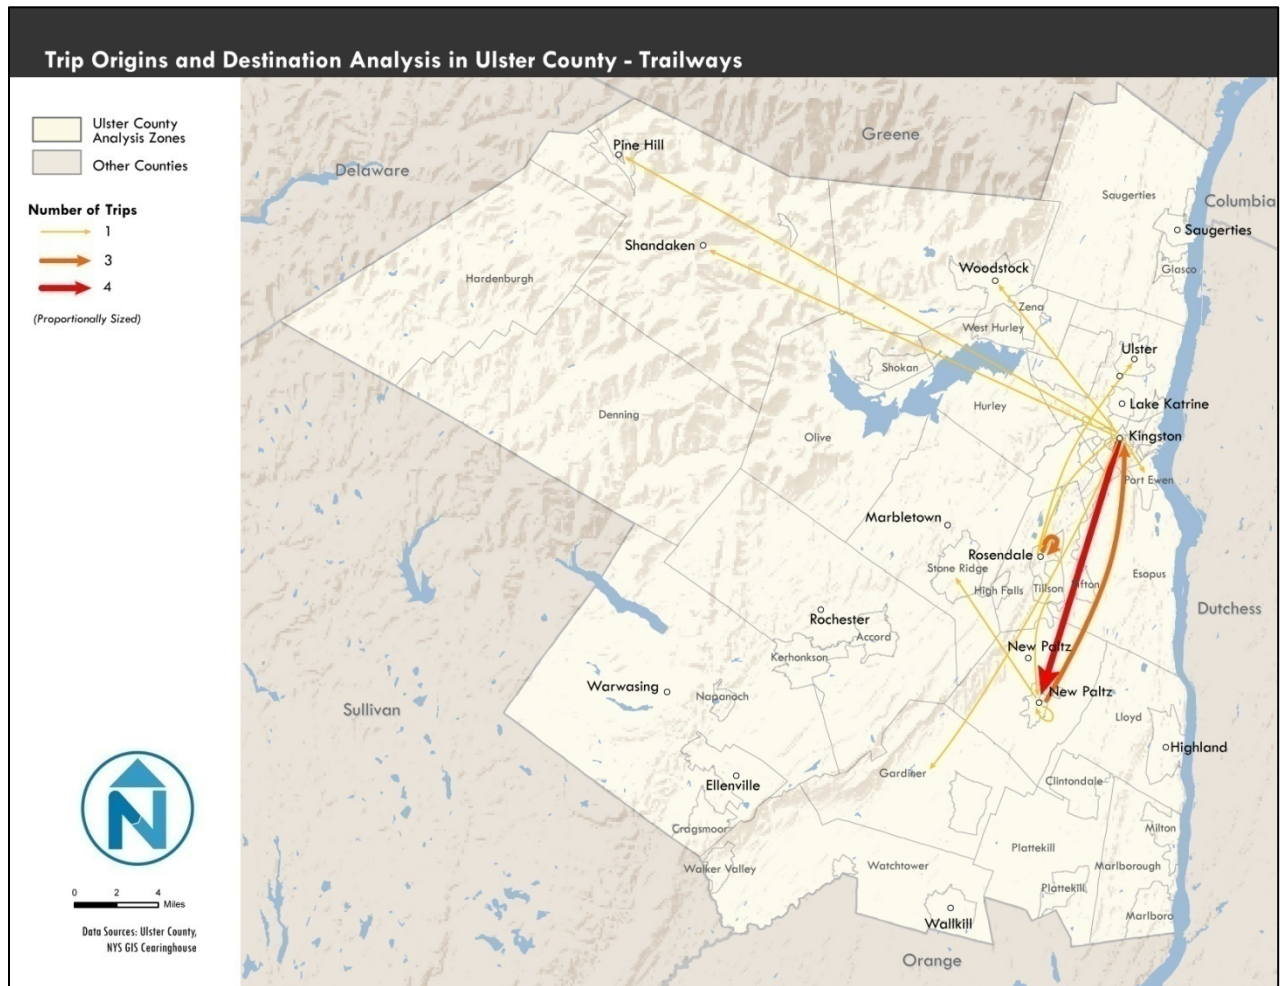 Trip Origins and Destination Analysis in Ulster County - Trailways
Ulster County
Analysis Zones
Other Counties
Number of Trips
1
3
4
(Proportionally Sized)
N
0 2 4
Miles
Data Sources: Ulster County,
NYS GIS Clearinghouse
Greene
Pine Hill
Delaware
Saugerties
Columbia
Saugerties
Shandaken
Woodstock
Glasco
Hardenburgh
Zena
West Hurley
Ulster
Shokan
Lake Katrine
Hurley
Denning
Olive
Kingston
Port Ewen
Marbletown
Rosendale
Stone Ridge
Esopus
High Falls
Tillson
Rifton
Dutchess
Rochester
Accord
New Paltz
Kerhonkson
Warwasing
New Paltz
Napanoch
Sullivan
Lloyd
Highland
Gardiner
Clintondale
Ellenville
Cragsmoor
Milton
Plattekill
Walker Valley
Watchtower
Marlborough
Plattekill
Marlboro
Wallkill
Orange